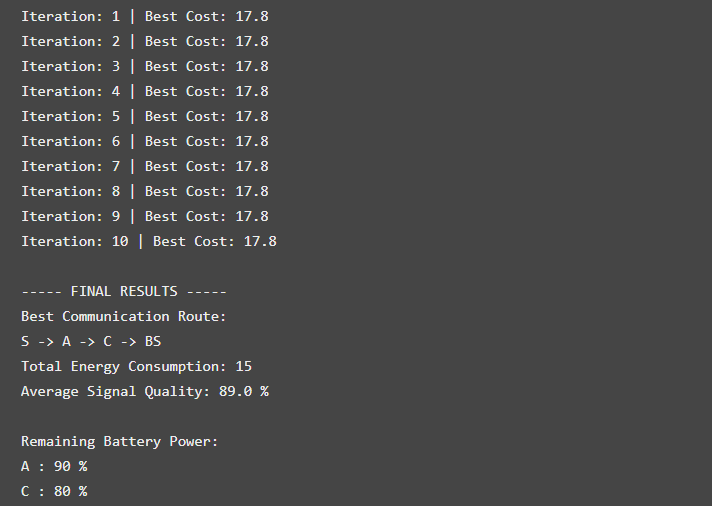 Iteration: 1 | Best Cost: 17.8
Iteration: 2 | Best Cost: 17.8
Iteration: 3 | Best Cost: 17.8
Iteration: 4 | Best Cost: 17.8
Iteration: 5 | Best Cost: 17.8
Iteration: 6 | Best Cost: 17.8
Iteration: 7 | Best Cost: 17.8
Iteration: 8 | Best Cost: 17.8
Iteration: 9 | Best Cost: 17.8
Iteration: 10 | Best Cost: 17.8
----- FINAL RESULTS -----
Best Communication Route:
S -> A -> C -> BS
Total Energy Consumption: 15
Average Signal Quality: 89.0 %
Remaining Battery Power:
A : 90 %
C : 80 %